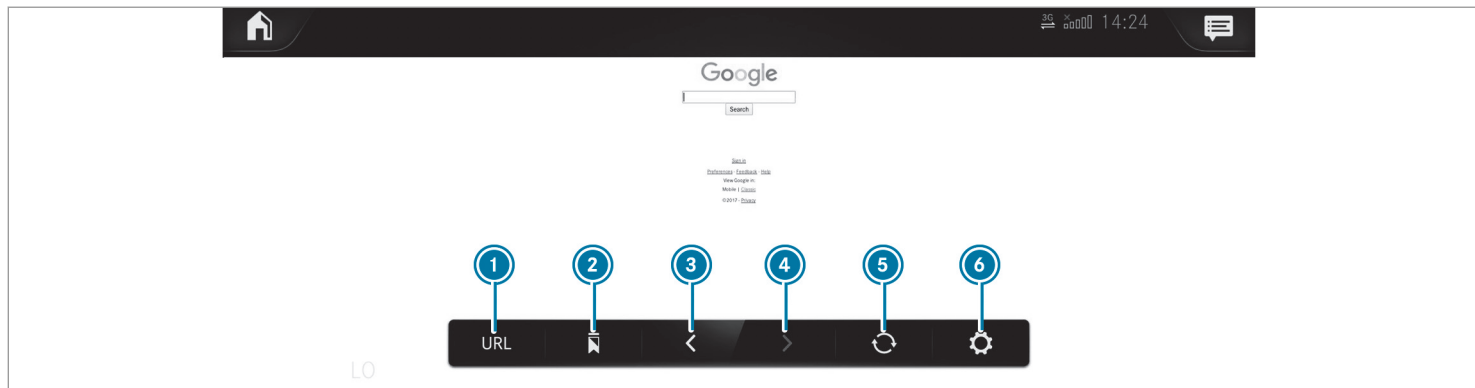 3G 14:24
Google
Search
Sign in
Preferences - Feedback - Help
View Google in:
Mobile | Classic
©2017 - Privacy
1 2 3 4 5 6
URL
LO